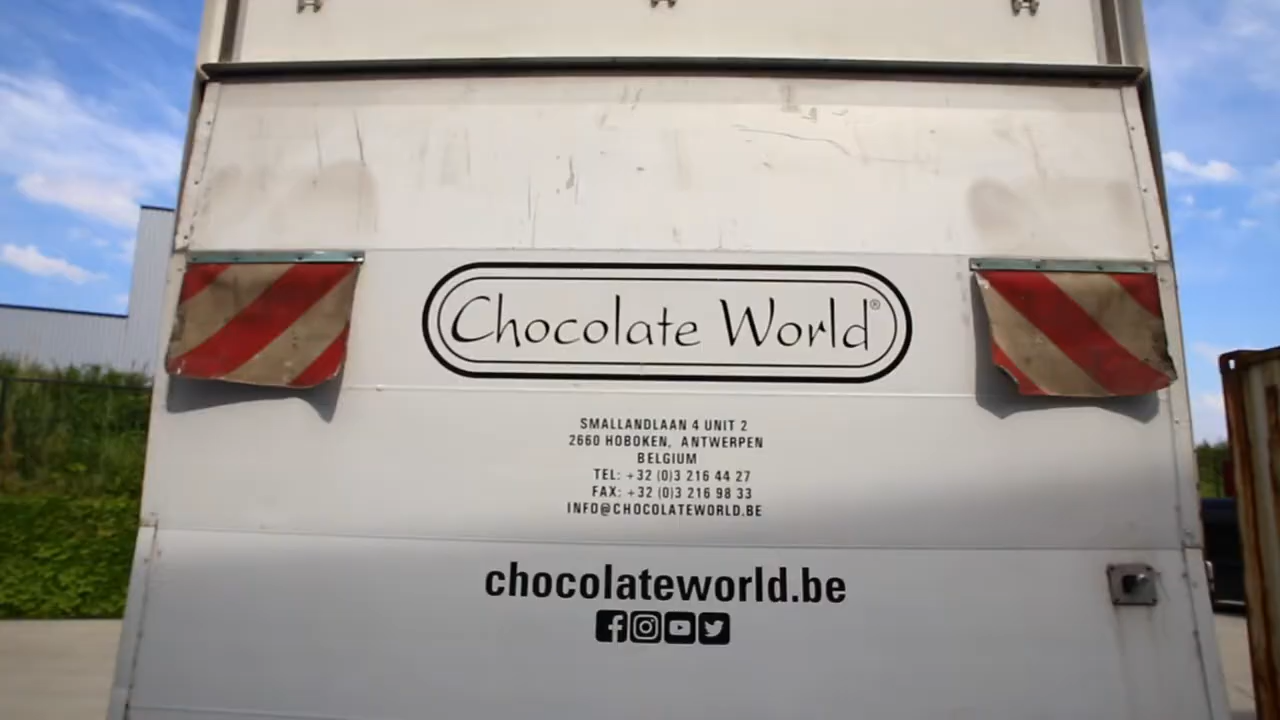 Chocolate World®
SMALLANDLAAN 4 UNIT 2
2660 HOBOKEN, ANTWERPEN
BELGIUM
TEL: +32 (0)3 216 44 27
FAX: +32 (0)3 216 98 33
INFO@CHOCOLATEWORLD.BE
chocolateworld.be